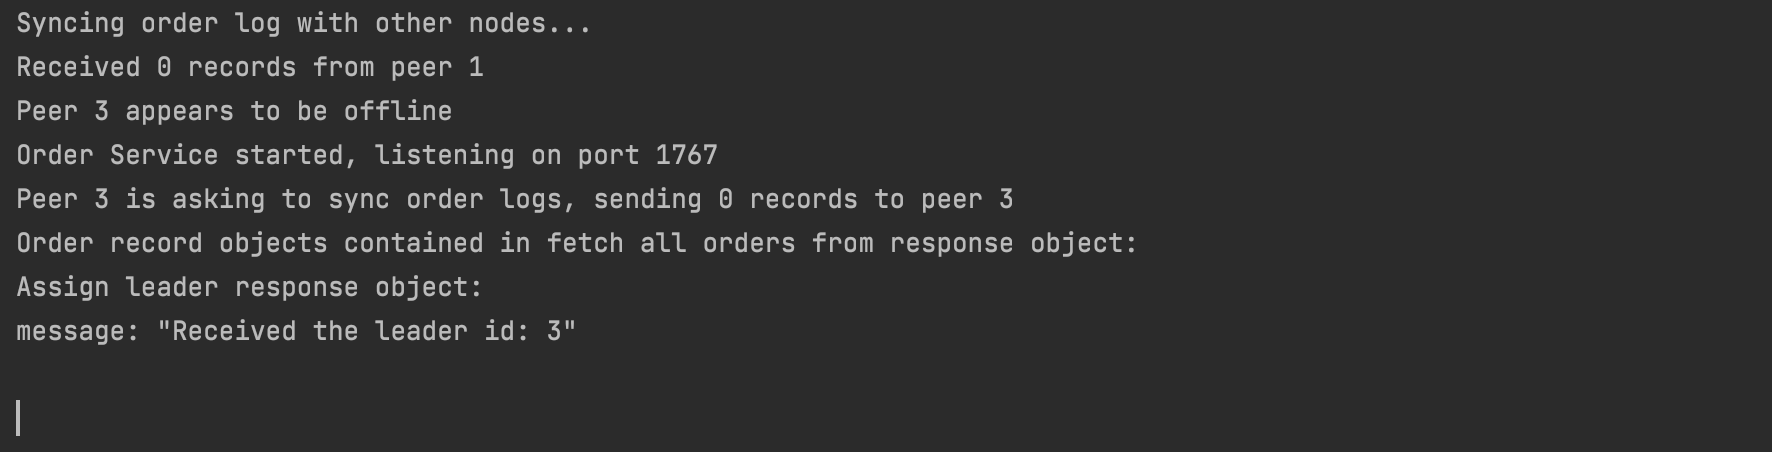 Syncing order log with other nodes...
Received 0 records from peer 1
Peer 3 appears to be offline
Order Service started, listening on port 1767
Peer 3 is asking to sync order logs, sending 0 records to peer 3
Order record objects contained in fetch all orders from response object:
Assign leader response object:
message: "Received the leader id: 3"